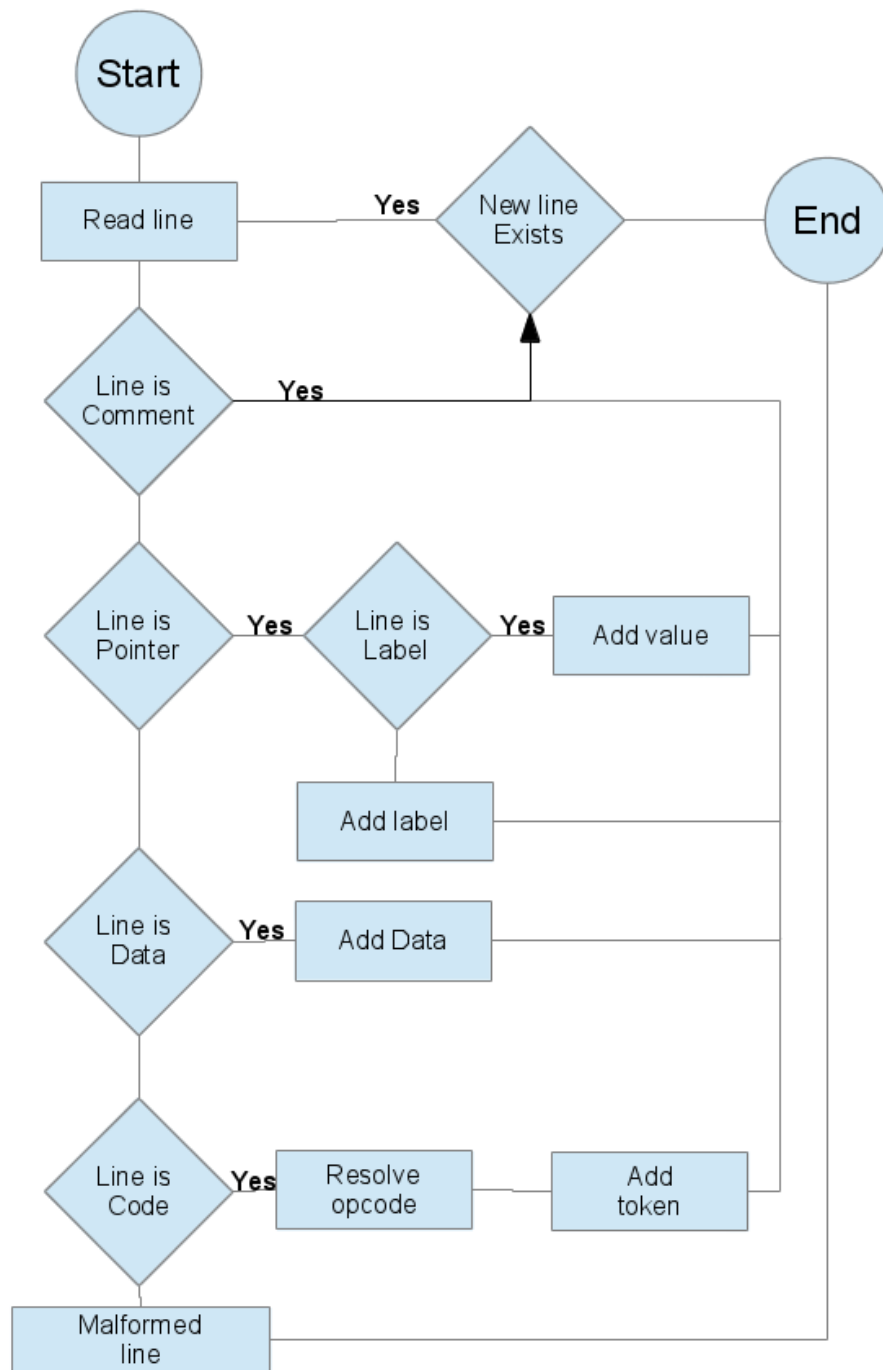 Start
Read line
Yes
New line
Exists
End
Line is
Comment
Yes
Line is
Pointer
Yes
Line is
Label
Yes
Add value
Add label
Line is
Data
Yes
Add Data
Line is
Code
Yes
Resolve
opcode
Add
token
Malformed
line